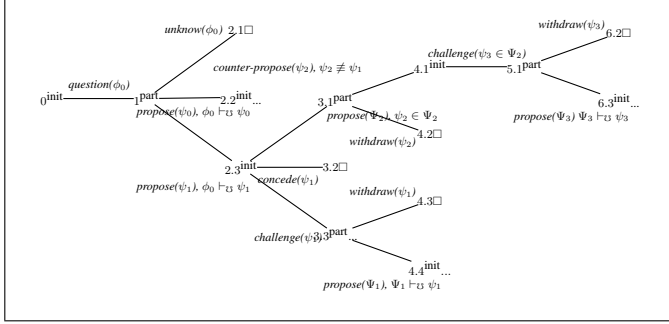 unknow(ϕ₀) 2.1□
withdraw(ψ₃) 6.2□
counter-propose(ψ₂), ψ₂ ≢ ψ₁
challenge(ψ₃ ∈ Ψ₂)
4.1init
5.1part
question(ϕ₀)
0init
1part
2.2init...
3.1part
6.3init...
propose(ψ₀), ϕ₀ ⊢℧ ψ₀
propose(Ψ₂), ψ₂ ∈ Ψ₂
propose(Ψ₃) Ψ₃ ⊢℧ ψ₃
withdraw(ψ₂) 4.2□
2.3init
3.2□
concede(ψ₁)
propose(ψ₁), ϕ₀ ⊢℧ ψ₁
withdraw(ψ₁)
4.3□
challenge(ψ₁) 3.3part...
4.4init...
propose(Ψ₁), Ψ₁ ⊢℧ ψ₁